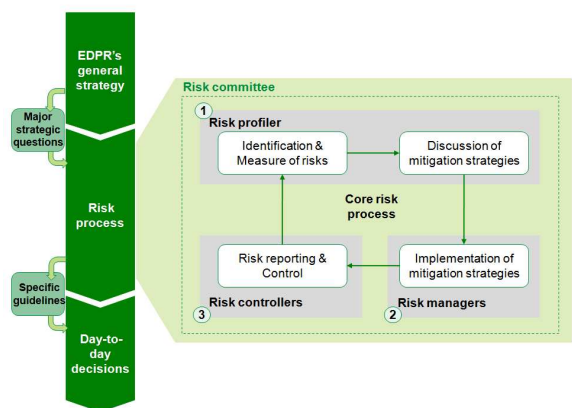 EDPR's
general
strategy
Major
strategic
questions
Risk
process
Specific
guidelines
Day-to-
day
decisions
Risk committee
1
Risk profiler
Identification &
Measure of risks
Discussion of
mitigation strategies
Core risk
process
Risk reporting &
Control
Implementation of
mitigation strategies
Risk controllers
3
Risk managers
2